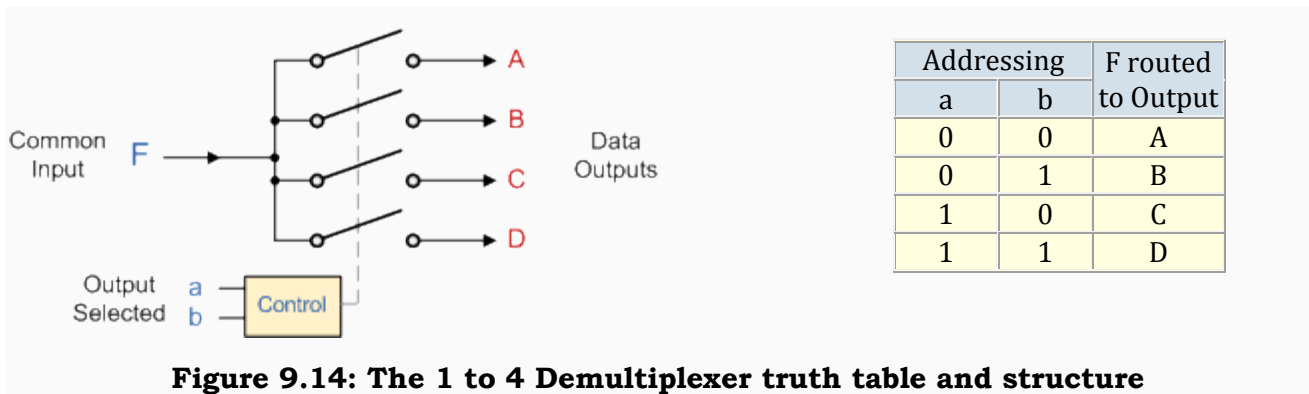 A
B
C
D
Common
Input
F
Data
Outputs
Output
Selected
a
b
Control
Addressing F routed
a b to Output
0 0 A
0 1 B
1 0 C
1 1 D
Figure 9.14: The 1 to 4 Demultiplexer truth table and structure